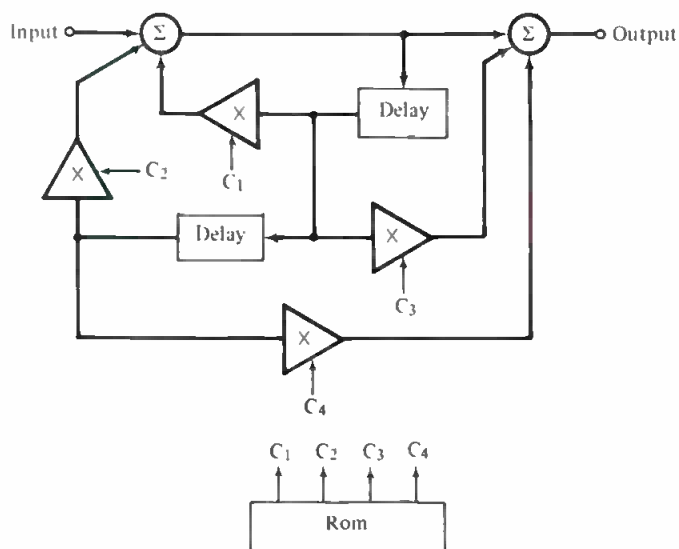 Input Σ Σ Output
Delay
X
C1
X C2
Delay X
C3
X
C4
C1 C2 C3 C4
Rom